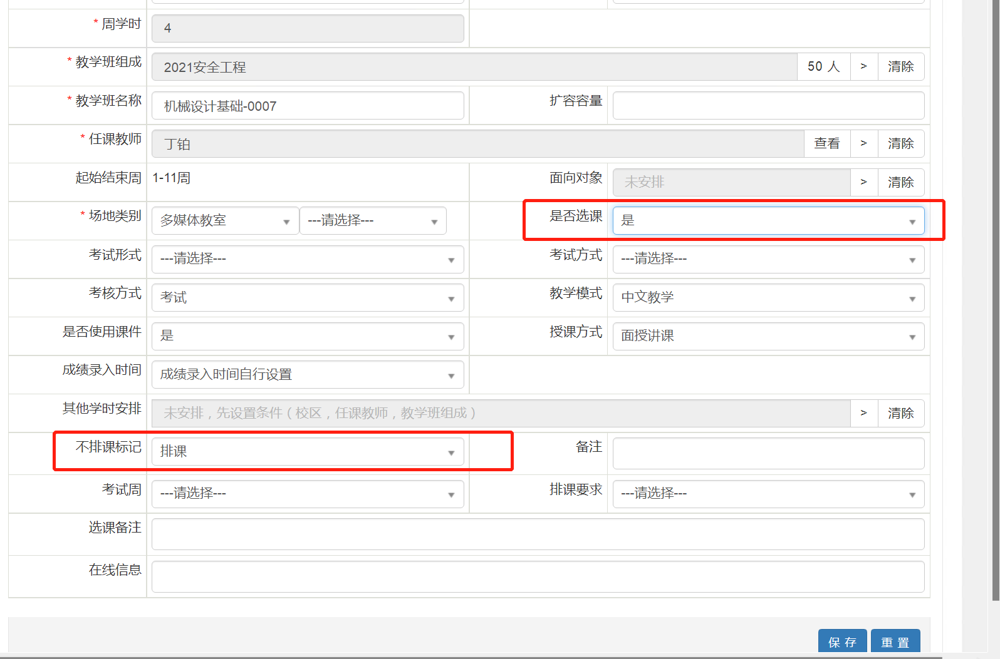 * 周学时 4
* 教学班组成 2021安全工程 50 人 > 清除
* 教学班名称 机械设计基础-0007 扩容容量
* 任课教师 丁铂 查看 > 清除
起始结束周 1-11周 面向对象 未安排 > 清除
* 场地类别 多媒体教室 ---请选择--- 是否选课 是
考试形式 ---请选择--- 考试方式 ---请选择---
考核方式 考试 教学模式 中文教学
是否使用课件 是 授课方式 面授讲课
成绩录入时间 成绩录入时间自行设置
其他学时安排 未安排，先设置条件（校区，任课教师，教学班组成） > 清除
不排课标记 排课 备注
考试周 ---请选择--- 排课要求 ---请选择---
选课备注
在线信息
保 存 重 置